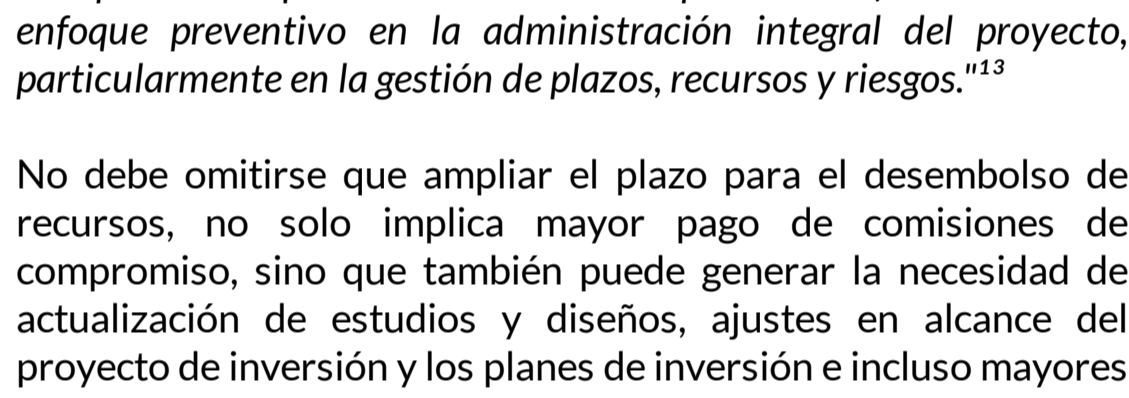 enfoque preventivo en la administración integral del proyecto,
particularmente en la gestión de plazos, recursos y riesgos."13
No debe omitirse que ampliar el plazo para el desembolso de
recursos, no solo implica mayor pago de comisiones de
compromiso, sino que también puede generar la necesidad de
actualización de estudios y diseños, ajustes en alcance del
proyecto de inversión y los planes de inversión e incluso mayores